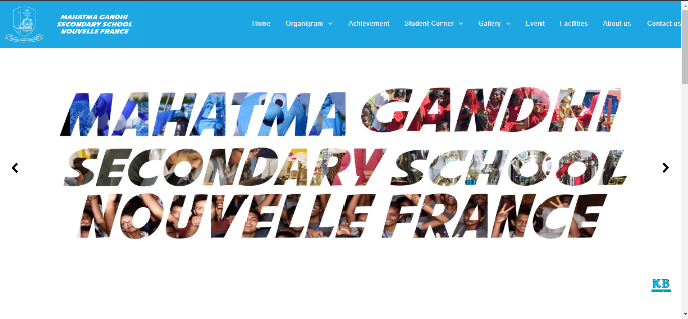 MAHATMA GANDHI
SECONDARY SCHOOL
NOUVELLE FRANCE
Home Organigram Achievement Student Corner Gallery Event Facilities About us Contact us
MAHATMA GANDHI
SECONDARY SCHOOL
NOUVELLE FRANCE
KB